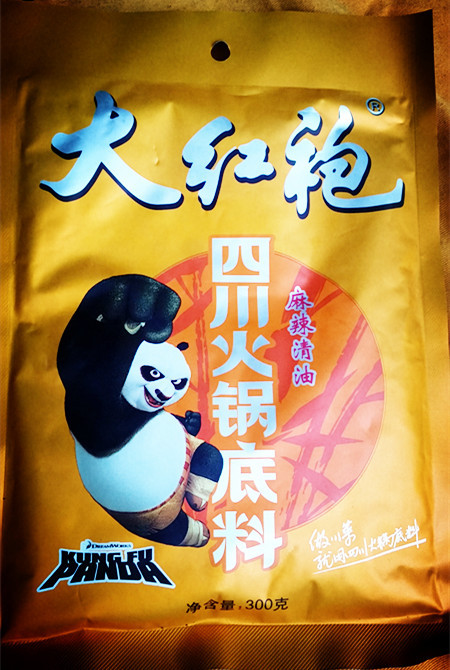 大红袍®
四川火锅底料
麻辣清油
DREAMWORKS
KUNG FU
PANDA
做川菜
就用四川火锅底料
净含量:300克